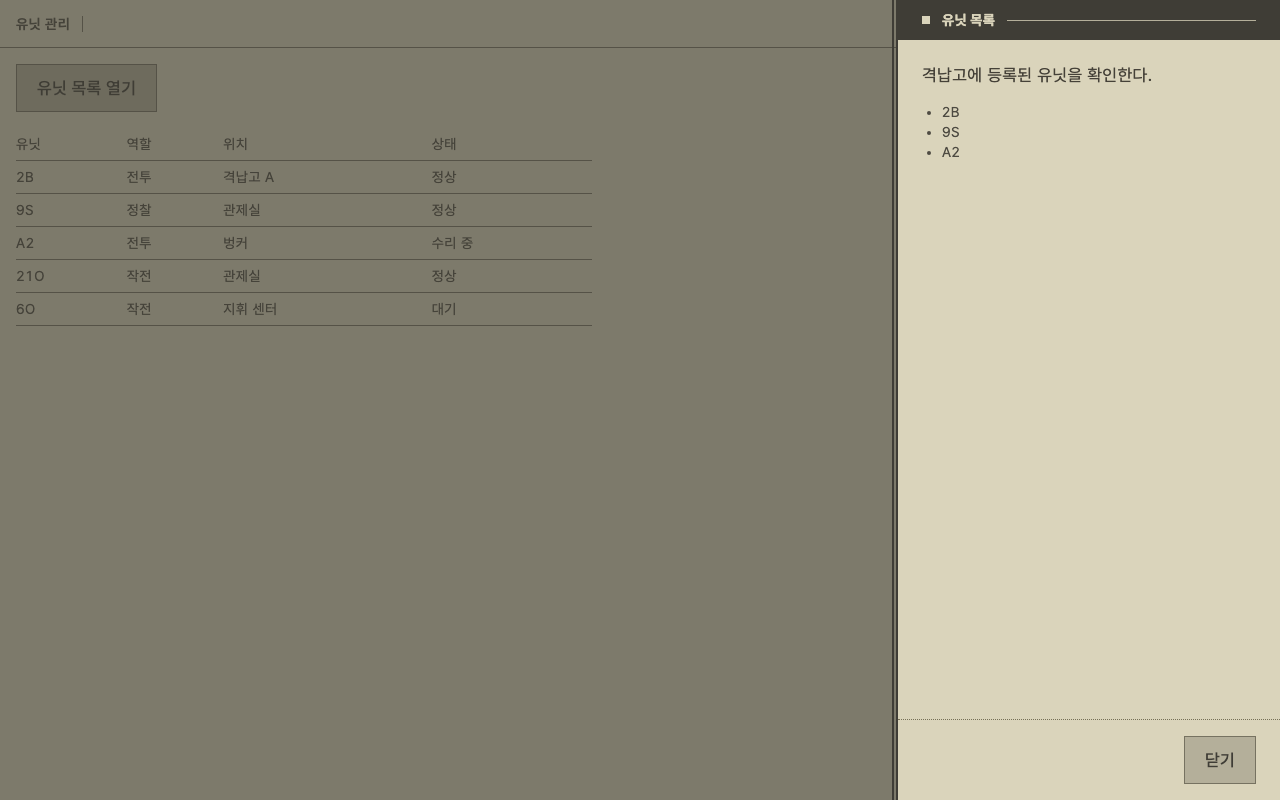 유닛 관리
유닛 목록 열기
유닛 역할 위치 상태
2B 전투 격납고 A 정상
9S 정찰 관제실 정상
A2 전투 벙커 수리 중
21O 작전 관제실 정상
6O 작전 지휘 센터 대기
유닛 목록
격납고에 등록된 유닛을 확인한다.
• 2B
• 9S
• A2
닫기